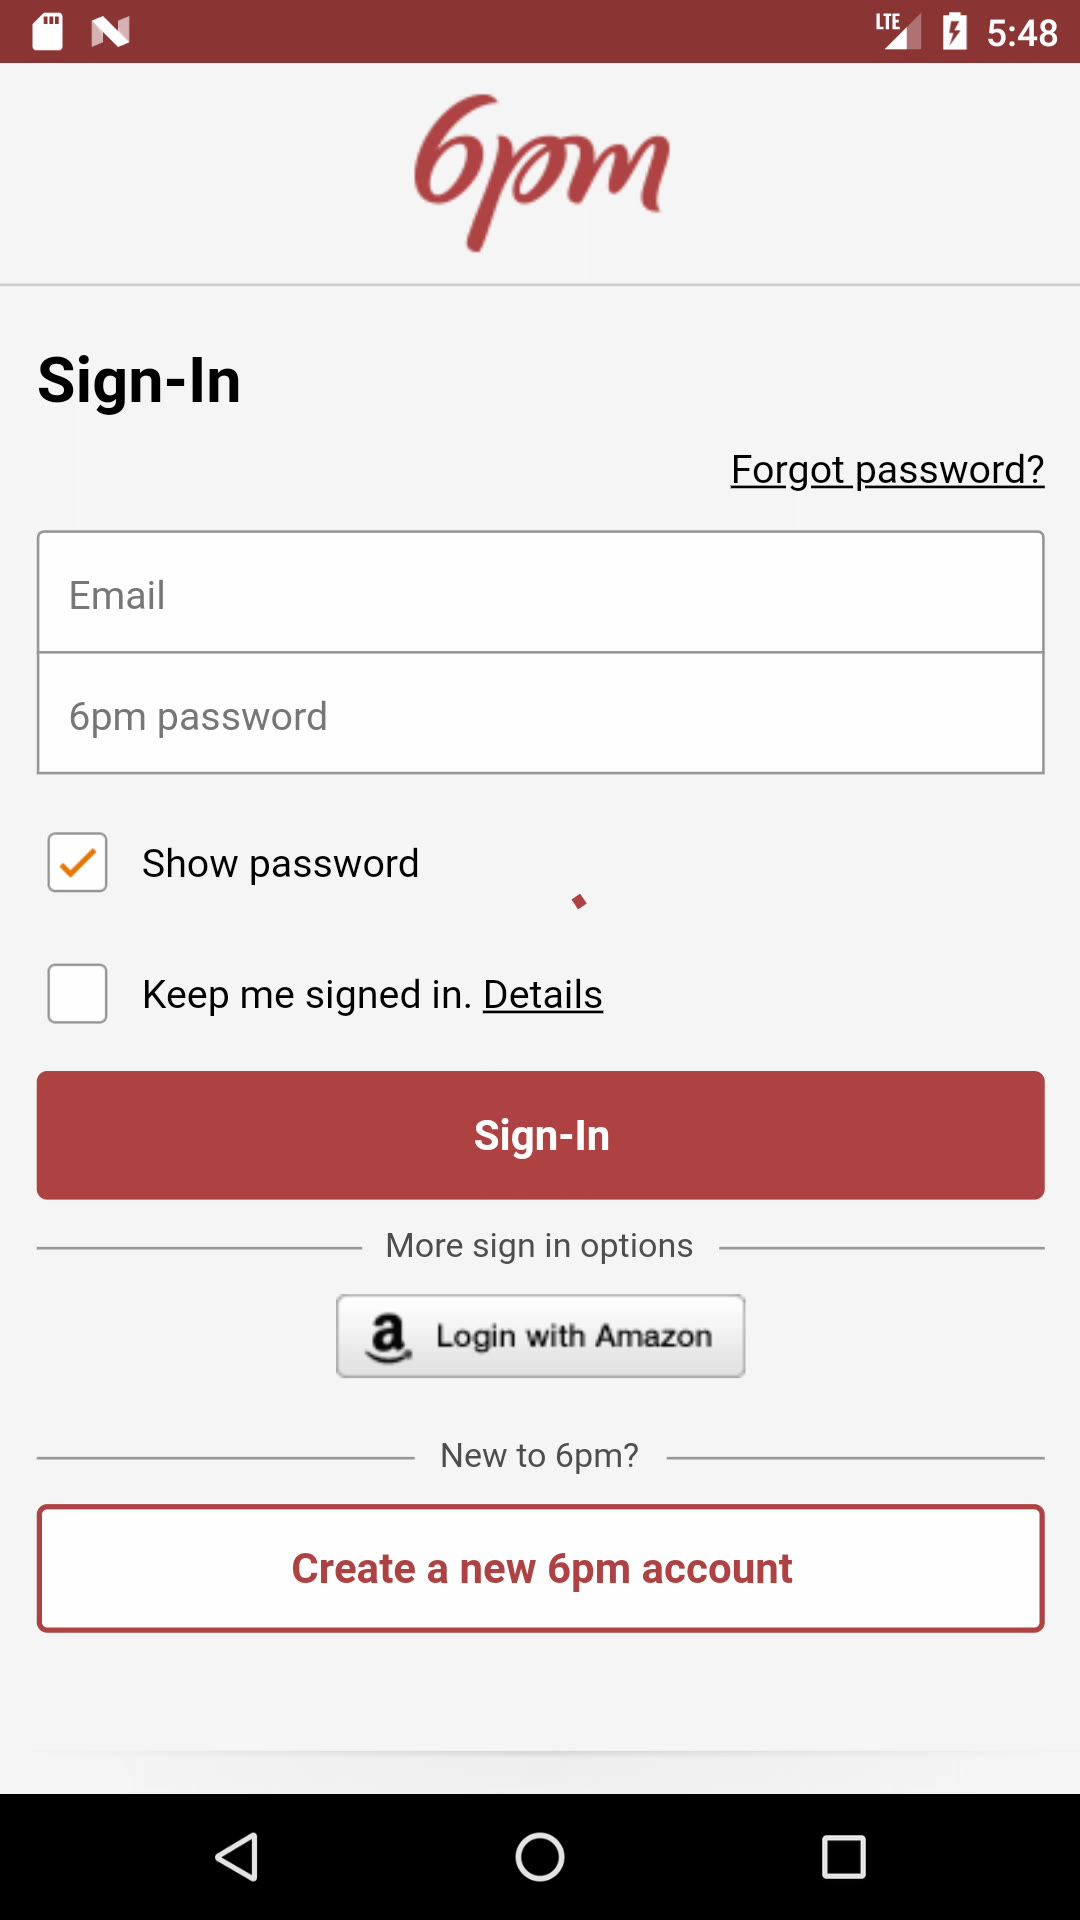 LTE 5:48
6pm
Sign-In
Forgot password?
Email
6pm password
Show password
Keep me signed in. Details
Sign-In
More sign in options
a Login with Amazon
New to 6pm?
Create a new 6pm account